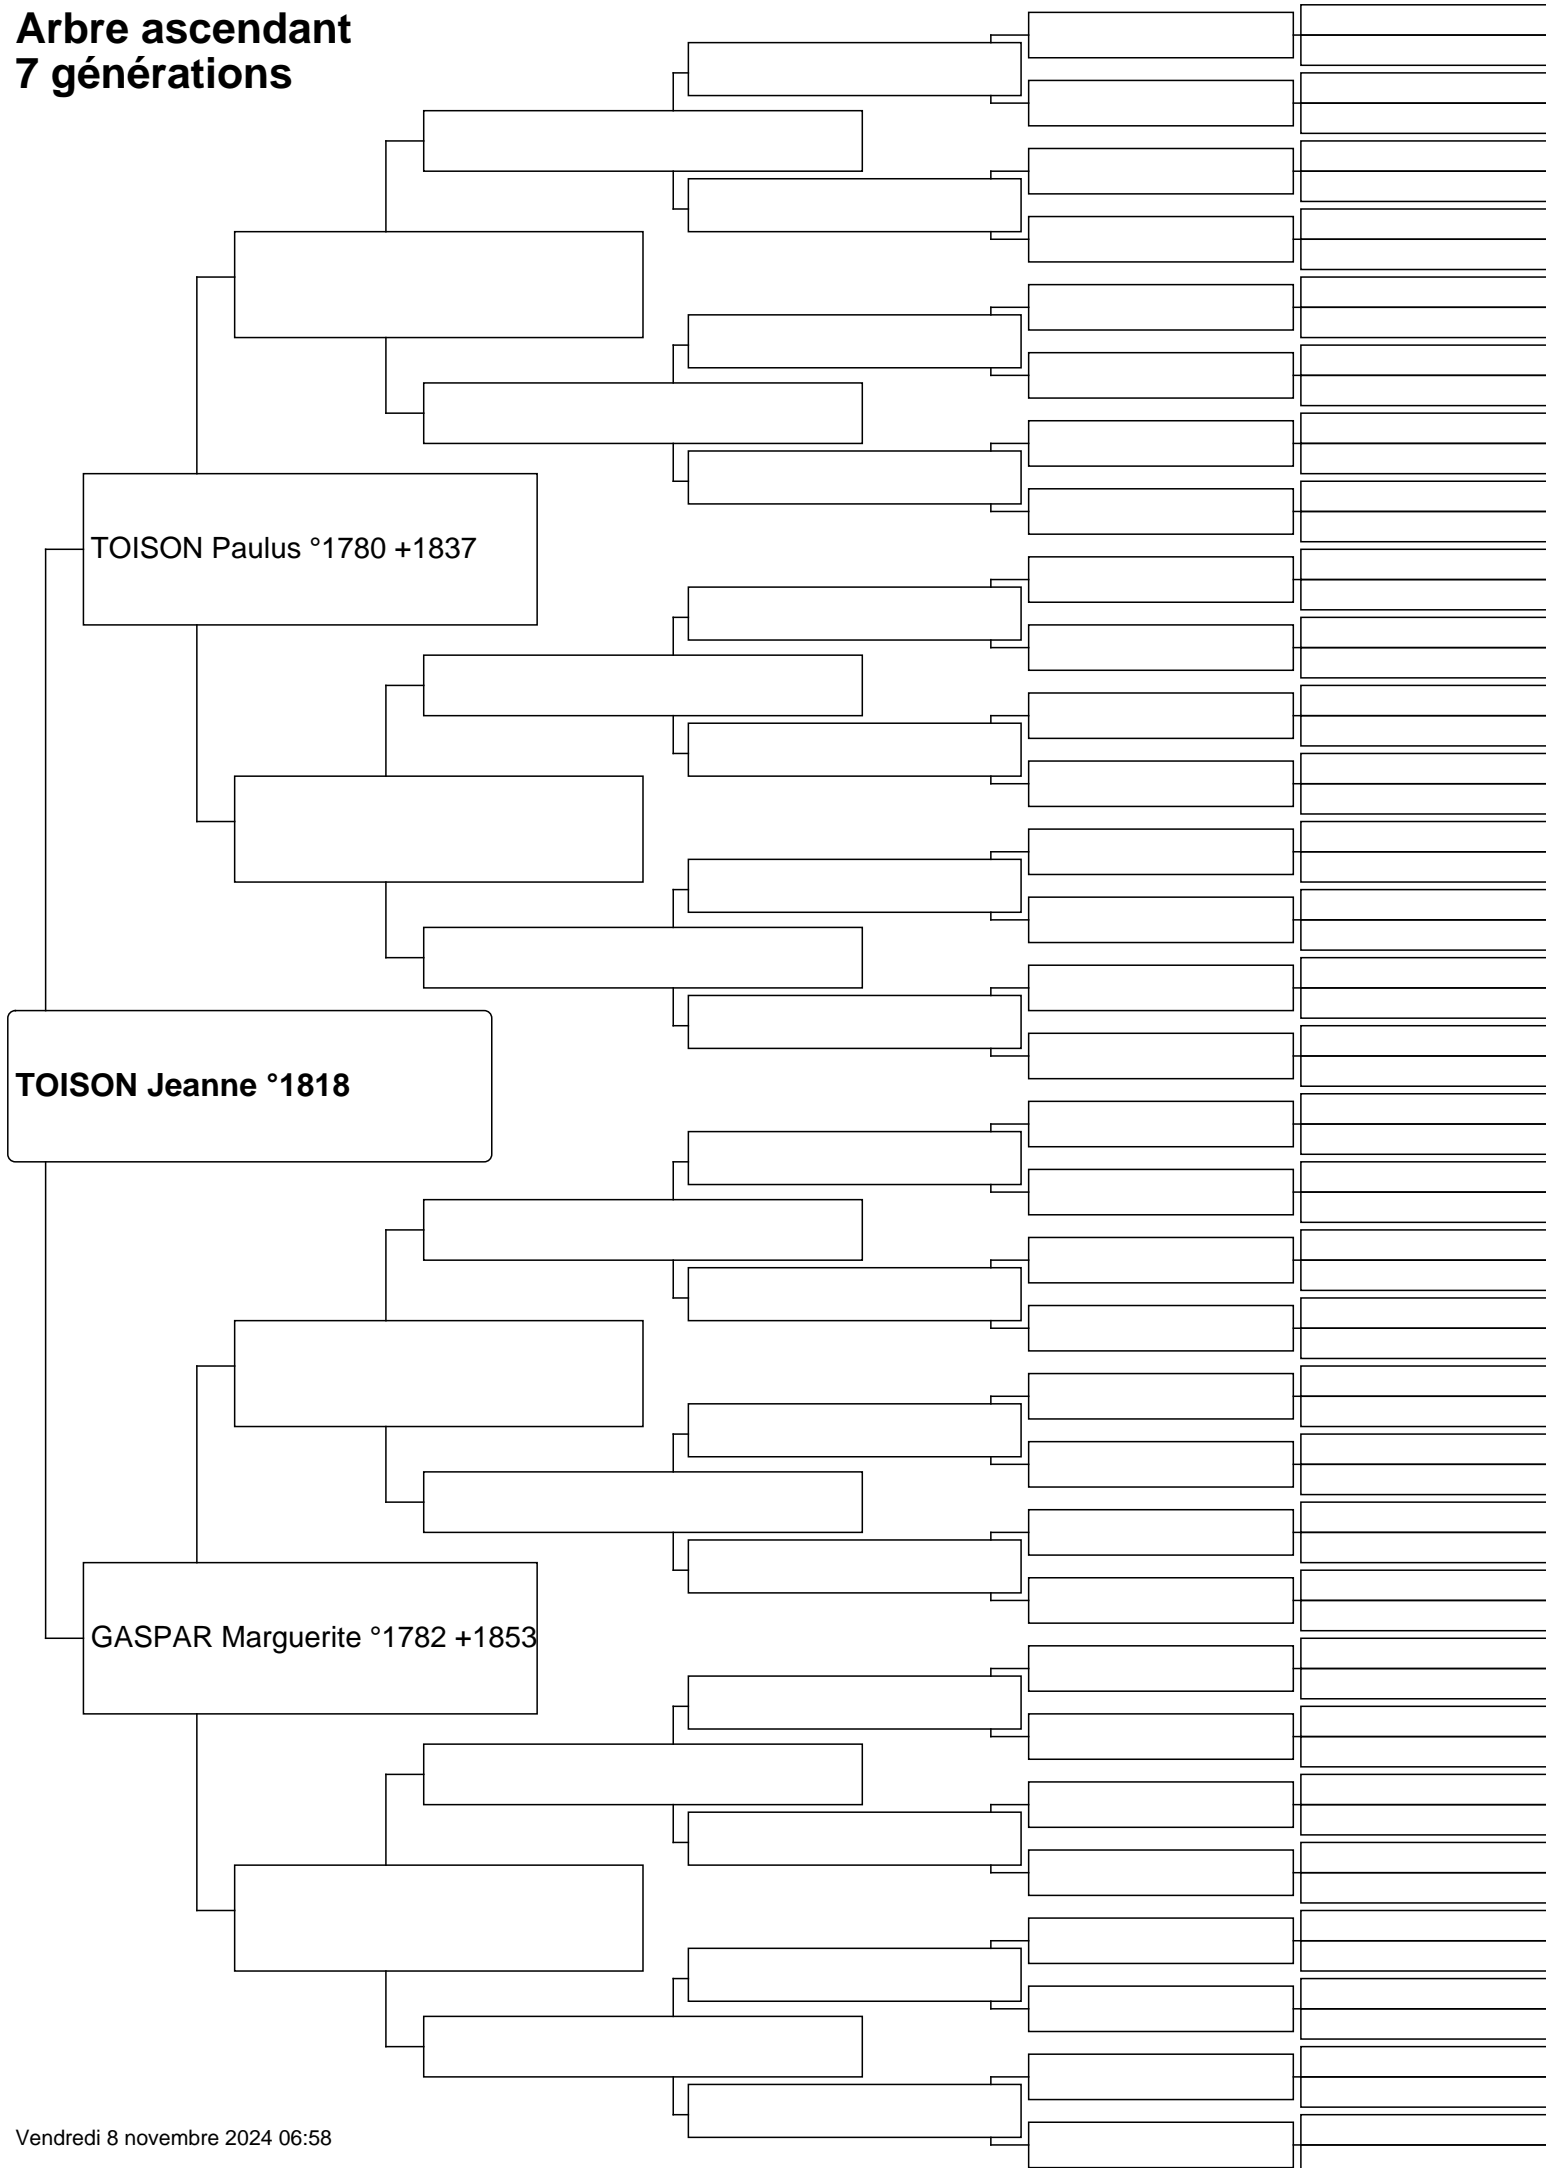 Arbre ascendant
7 générations
TOISON Paulus °1780 +1837
TOISON Jeanne °1818
GASPAR Marguerite °1782 +1853
Vendredi 8 novembre 2024 06:58